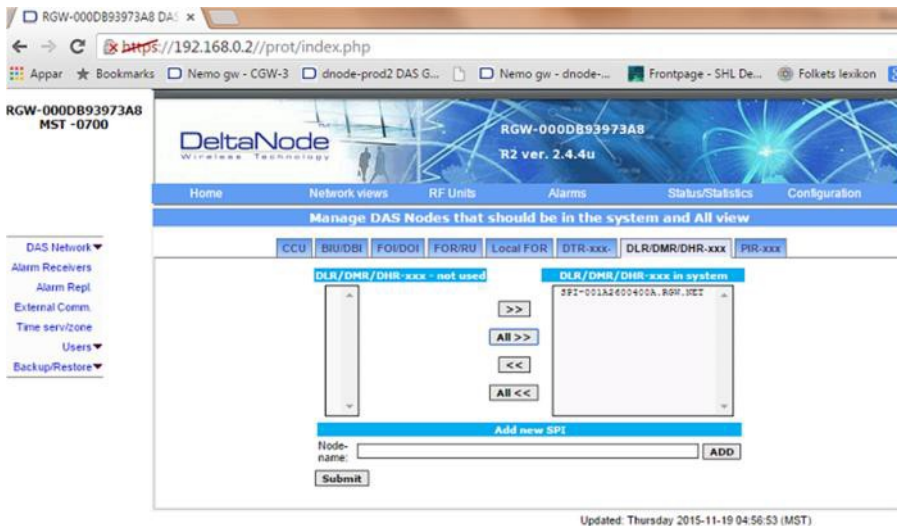 RGW-000DB93973A8 DAS
https://192.168.0.2//prot/index.php
Appar Bookmarks Nemo gw - CGW-3 dnode-prod2 DAS G... Nemo gw - dnode-... Frontpage - SHL De... Folkets lexikon
RGW-000DB93973A8
MST -0700
DeltaNode
Wireless Technology
RGW-000DB93973A8
R2 ver. 2.4.4u
Home Network views RF Units Alarms Status/Statistics Configuration
Manage DAS Nodes that should be in the system and All view
CCU BIU/DBI FOI/DOI FOR/RU Local FOR DTR-xxx- DLR/DMR/DHR-xxx PIR-xxx
DAS Network
Alarm Receivers
Alarm Repl.
External Comm.
Time serv/zone
Users
Backup/Restore
DLR/DMR/DHR-xxx - not used
DLR/DMR/DHR-xxx in system
SPI-001A2600400A.RGW.NET
>>
All >>
<<
All <<
Add new SPI
Node-
name:
ADD
Submit
Updated: Thursday 2015-11-19 04:56:53 (MST)